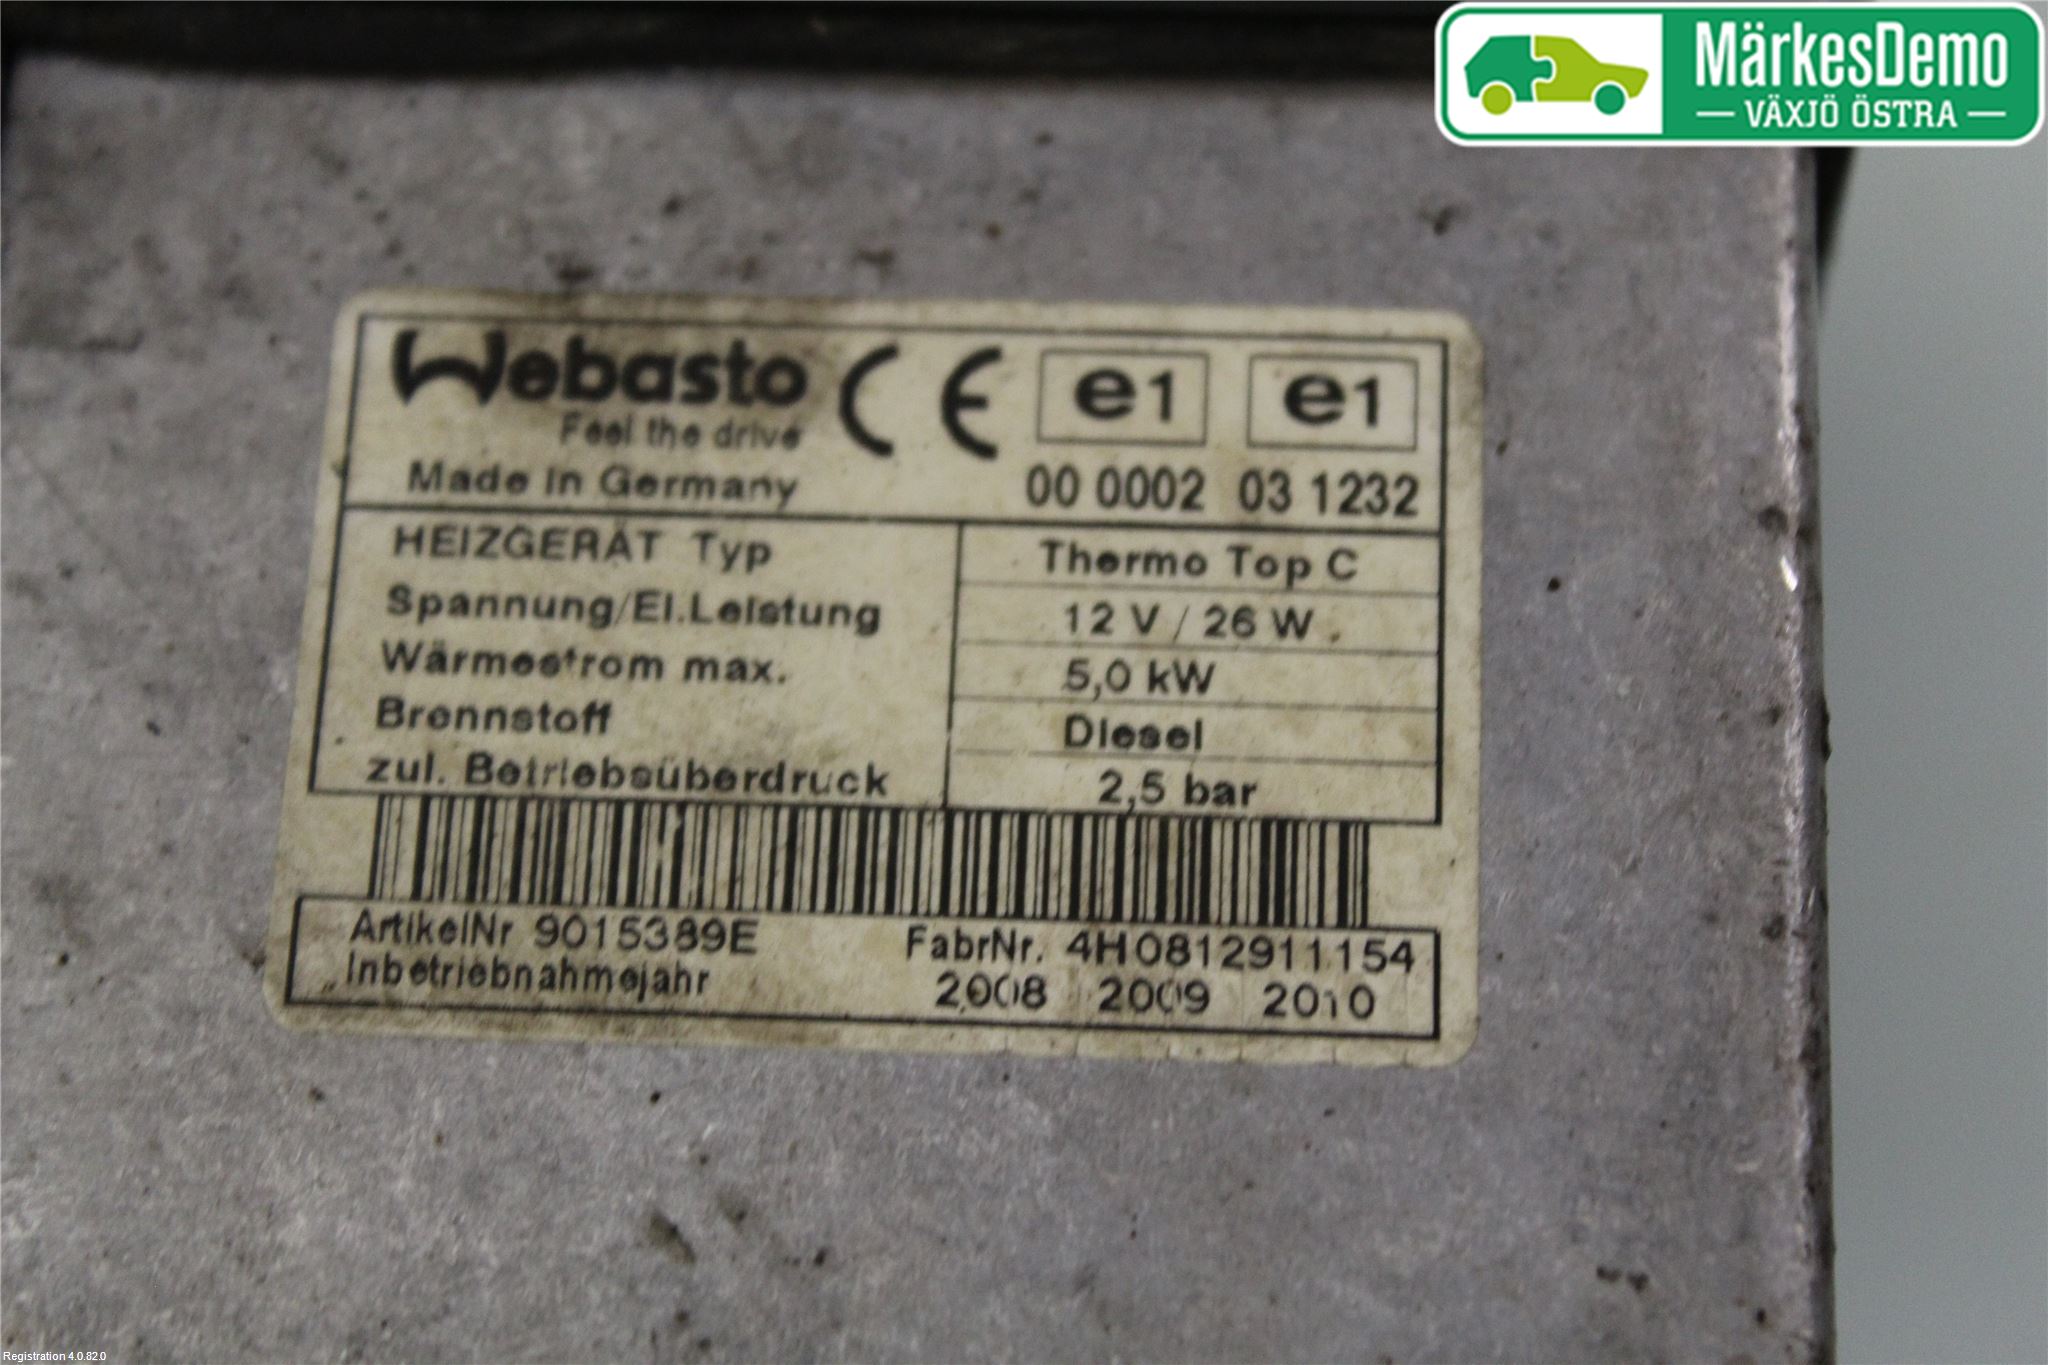 MärkesDemo
VÄXJÖ ÖSTRA
Webasto CE e1 e1
Feel the drive
Made in Germany 00 0002 03 1232
HEIZGERÄT Typ Thermo Top C
Spannung/El.Leistung 12 V / 26 W
Wärmestrom max. 5,0 kW
Brennstoff Diesel
zul. Betriebsüberdruck 2,5 bar
ArtikelNr 9015389E FabrNr. 4H0812911154
Inbetriebnahmejahr 2008 2009 2010
Registration 4.0.82.0